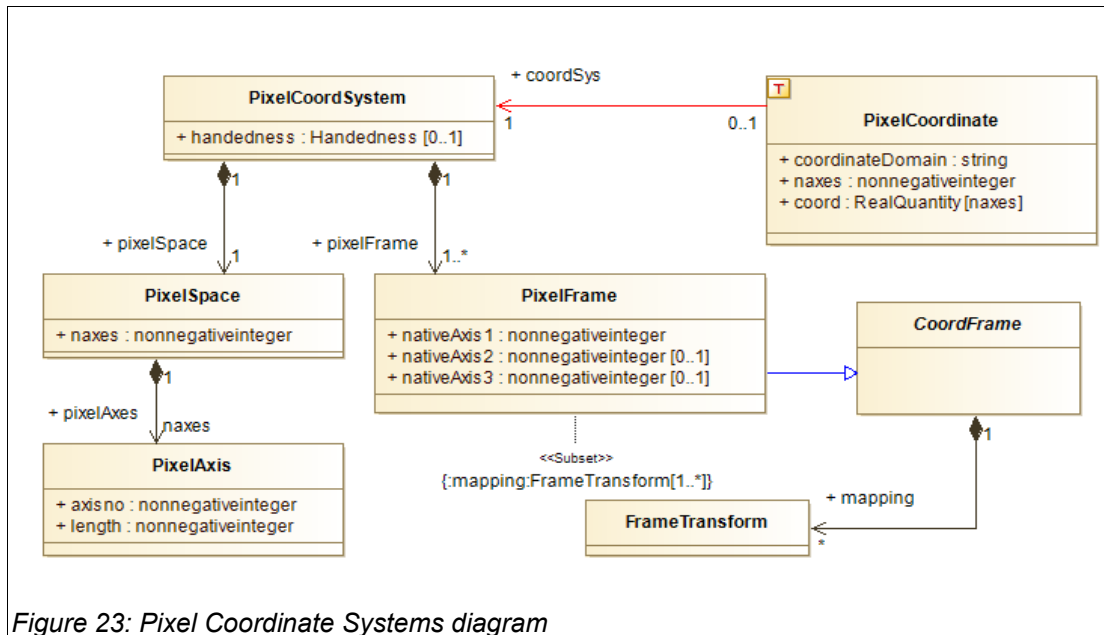 + coordSys
1
0..1
PixelCoordSystem
+ handedness : Handedness [0..1]
T
PixelCoordinate
+ coordinateDomain : string
+ naxes : nonnegativeinteger
+ coord : RealQuantity[naxes]
1
1
+ pixelSpace
1
+ pixelFrame
1..*
PixelSpace
+ naxes : nonnegativeinteger
1
+ pixelAxes
naxes
PixelAxis
+ axisno : nonnegativeinteger
+ length : nonnegativeinteger
PixelFrame
+ nativeAxis1 : nonnegativeinteger
+ nativeAxis2 : nonnegativeinteger [0..1]
+ nativeAxis3 : nonnegativeinteger [0..1]
<<Subset>>
{:mapping:FrameTransform[1..*]}
CoordFrame
1
+ mapping
*
FrameTransform
Figure 23: Pixel Coordinate Systems diagram